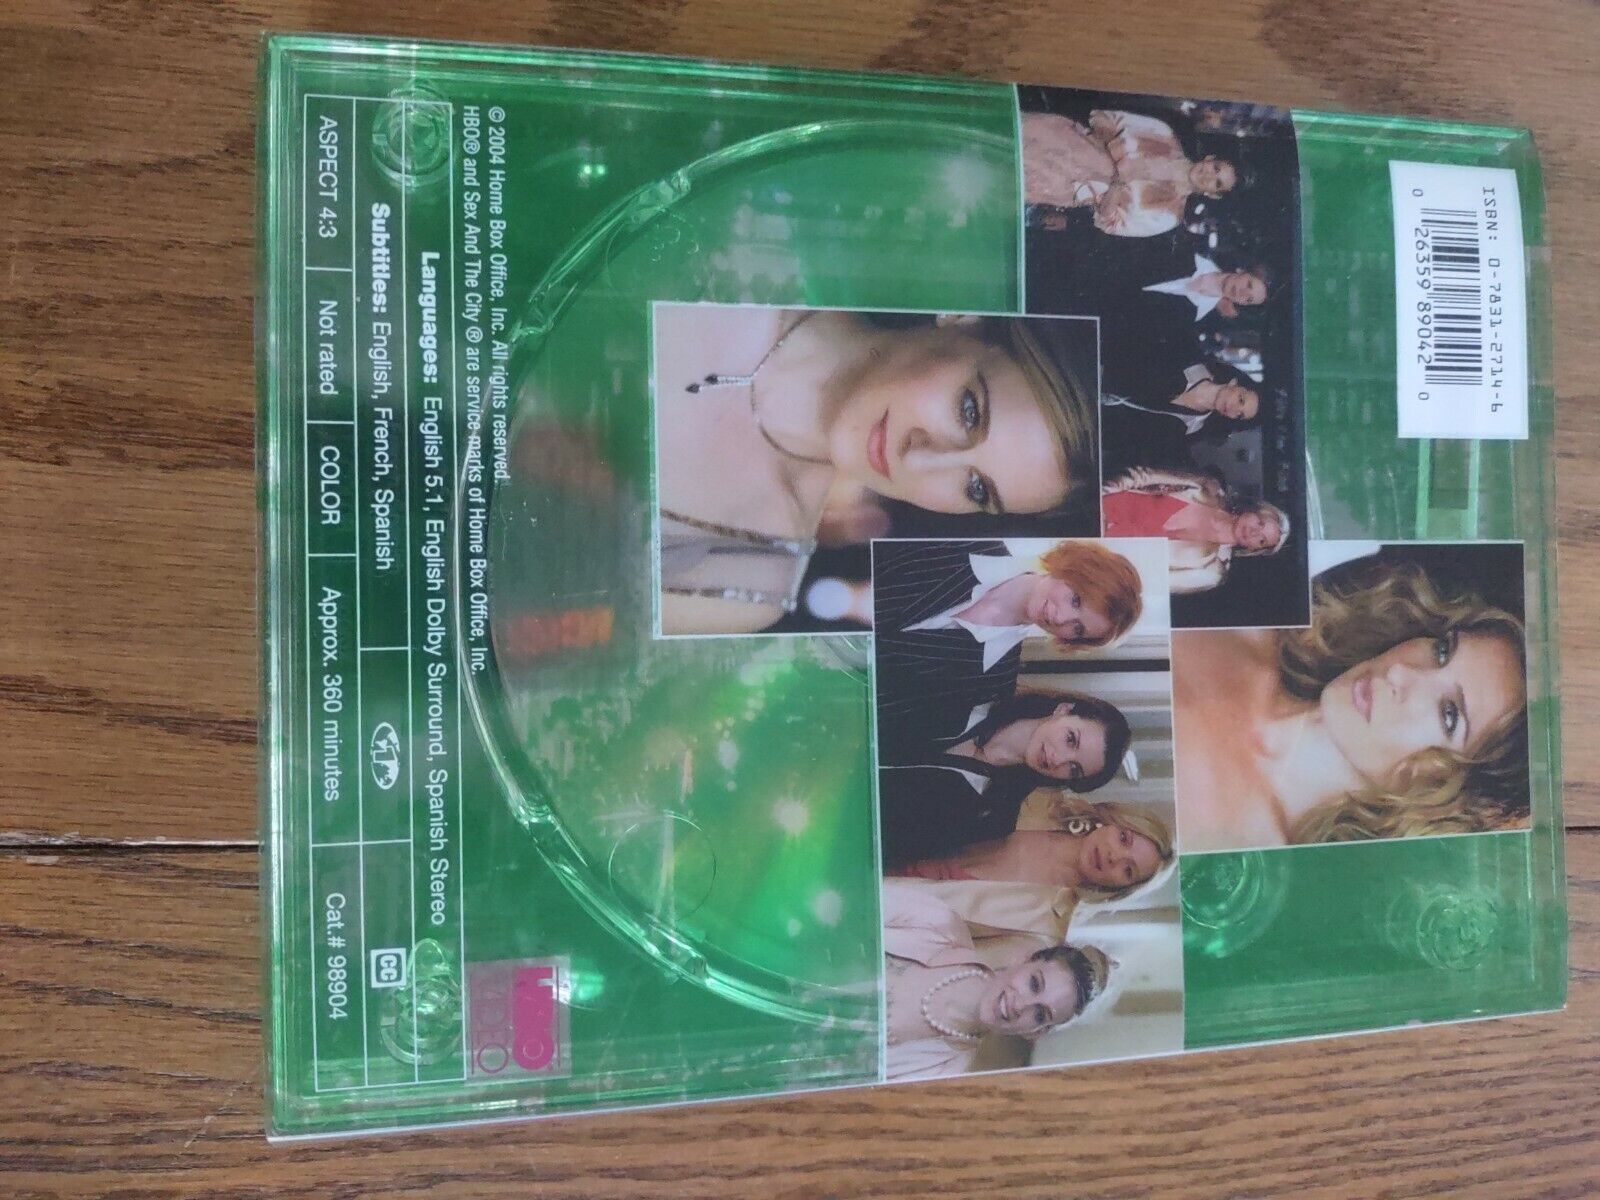 ISBN: 0-7831-2714-6
0 26359 89042 0
© 2004 Home Box Office, Inc. All rights reserved.
HBO® and Sex And The City ® are service marks of Home Box Office, Inc.
Languages: English 5.1, English Dolby Surround, Spanish Stereo
Subtitles: English, French, Spanish
CC
ASPECT 4:3 Not rated COLOR Approx. 360 minutes Cat.# 98904
HBO
VIDEO